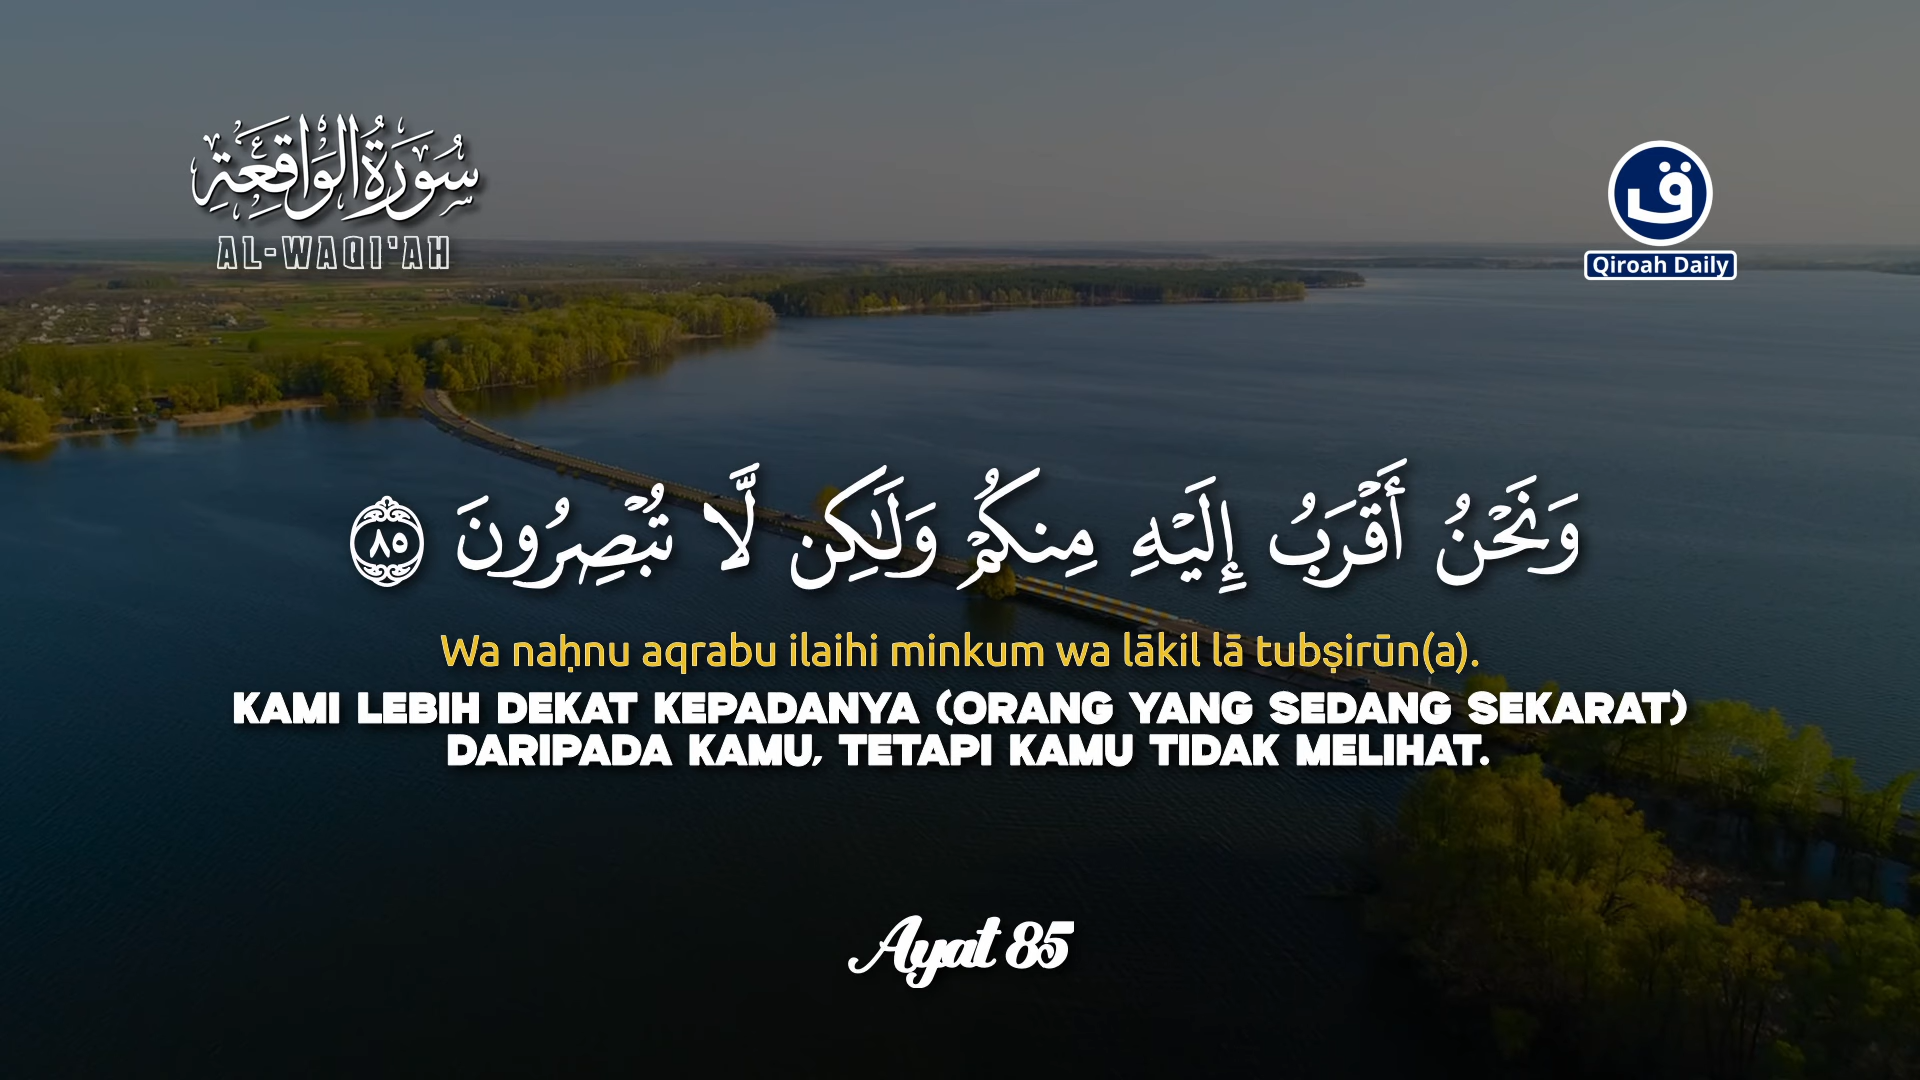 سُورَةُ الْوَاقِعَةِ
AL-WAQI'AH
ق
Qiroah Daily
وَنَحْنُ أَقْرَبُ إِلَيْهِ مِنكُمْ وَلَٰكِن لَّا تُبْصِرُونَ ٨٥
Wa naḥnu aqrabu ilaihi minkum wa lākil lā tubṣirūn(a).
KAMI LEBIH DEKAT KEPADANYA (ORANG YANG SEDANG SEKARAT)
DARIPADA KAMU, TETAPI KAMU TIDAK MELIHAT.
Ayat 85